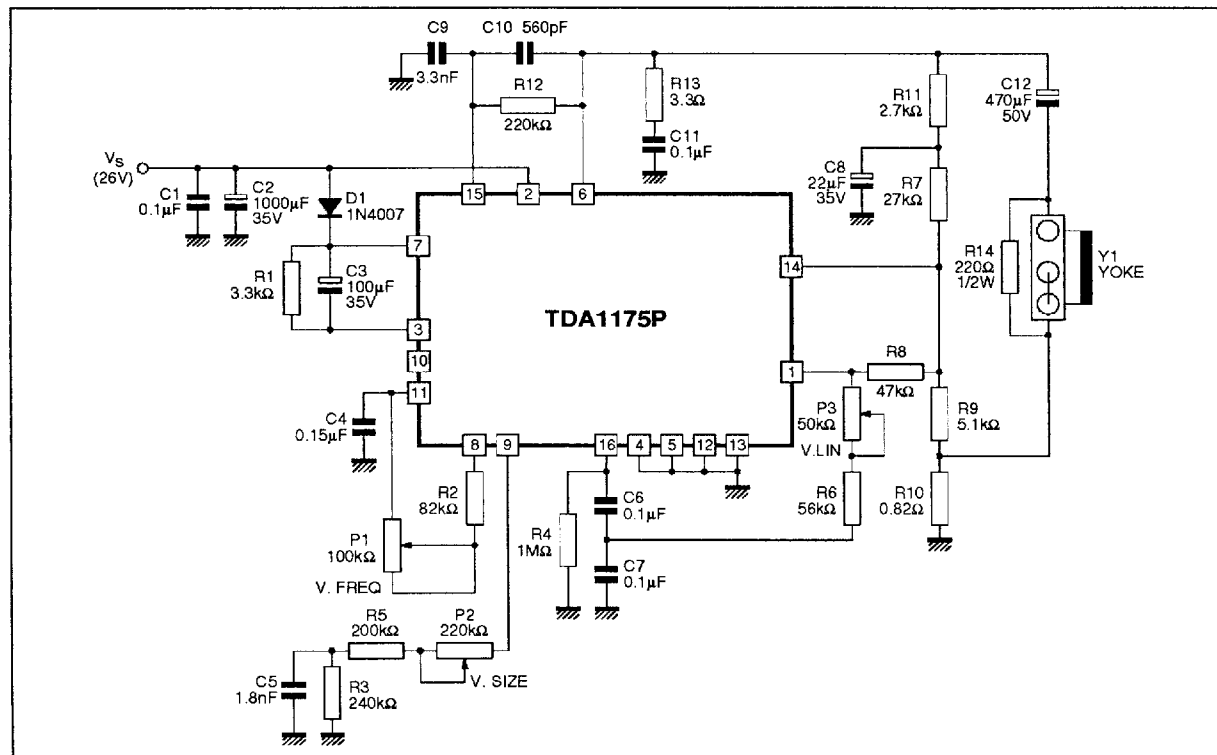 C9
3.3nF
C10 560pF
R12
220kΩ
R13
3.3Ω
C11
0.1μF
R11
2.7kΩ
C12
470μF
50V
VS
(26V)
C1
0.1μF
C2
1000μF
35V
D1
1N4007
15
2
6
C8
22μF
35V
R7
27kΩ
7
R1
3.3kΩ
C3
100μF
35V
14
R14
220Ω
1/2W
Y1
YOKE
TDA1175P
3
10
11
1
R8
47kΩ
C4
0.15μF
P3
50kΩ
V.LIN
R9
5.1kΩ
8
9
16
4
5
12
13
R2
82kΩ
C6
0.1μF
R6
56kΩ
R10
0.82Ω
P1
100kΩ
R4
1MΩ
C7
0.1μF
V. FREQ
R5
200kΩ
P2
220kΩ
V. SIZE
C5
1.8nF
R3
240kΩ